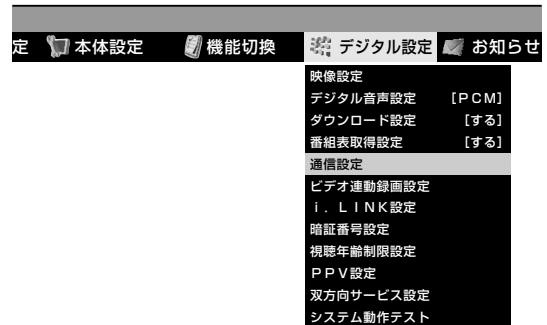 定 本体設定 機能切換 デジタル設定 お知らせ
映像設定
デジタル音声設定 [PCM]
ダウンロード設定 [する]
番組表取得設定 [する]
通信設定
ビデオ連動録画設定
i．LINK設定
暗証番号設定
視聴年齢制限設定
PPV設定
双方向サービス設定
システム動作テスト